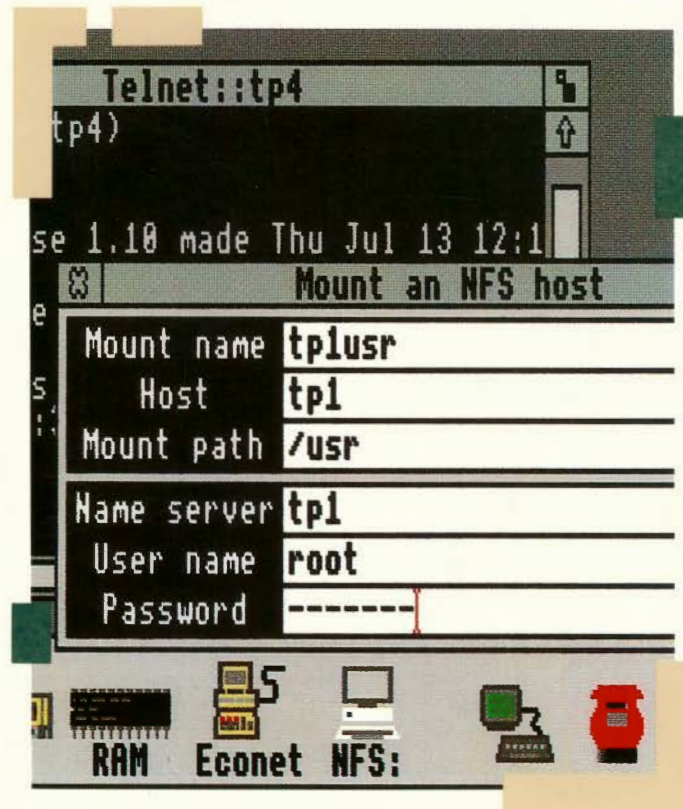 Telnet::tp4
tp4)
se 1.10 made Thu Jul 13 12:1
Mount an NFS host
e
Mount name tp1usr
s
Host tp1
Mount path /usr
Name server tp1
User name root
Password -------
RAM Econet NFS: